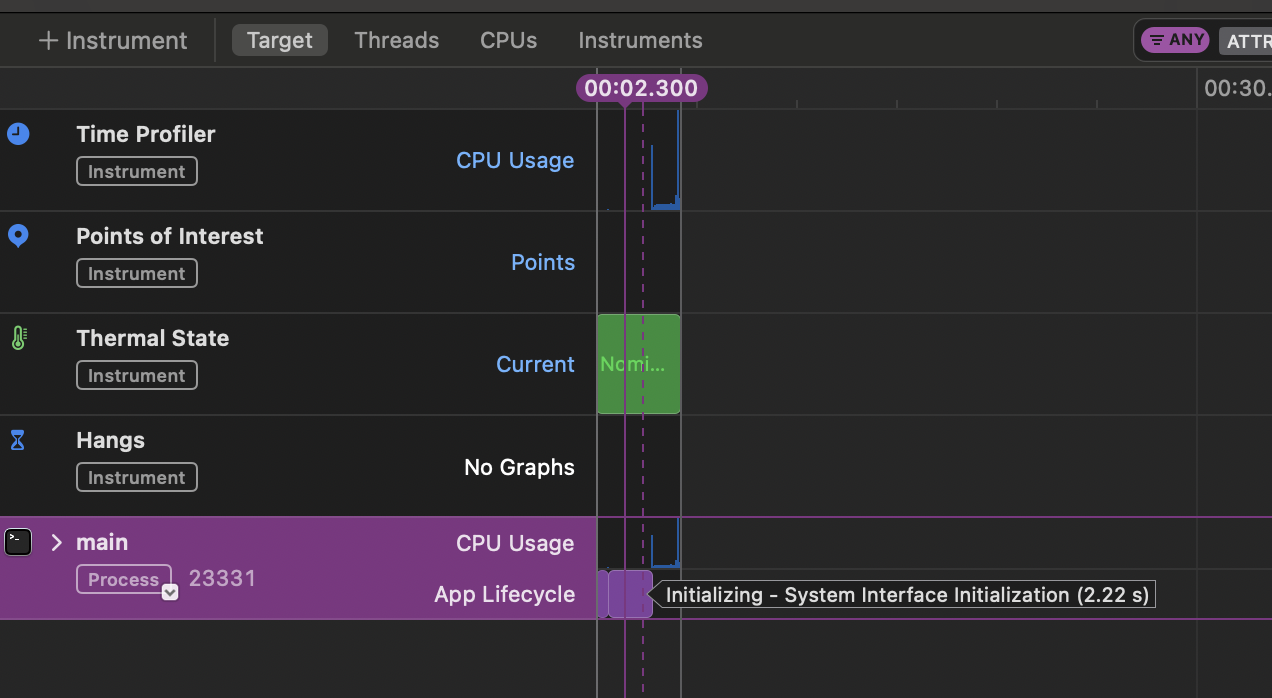 + Instrument Target Threads CPUs Instruments ANY ATTR
00:02.300 00:30.
Time Profiler
Instrument
CPU Usage
Points of Interest
Instrument
Points
Thermal State
Instrument
Current
Nomi...
Hangs
Instrument
No Graphs
main
Process 23331
CPU Usage
App Lifecycle
Initializing - System Interface Initialization (2.22 s)